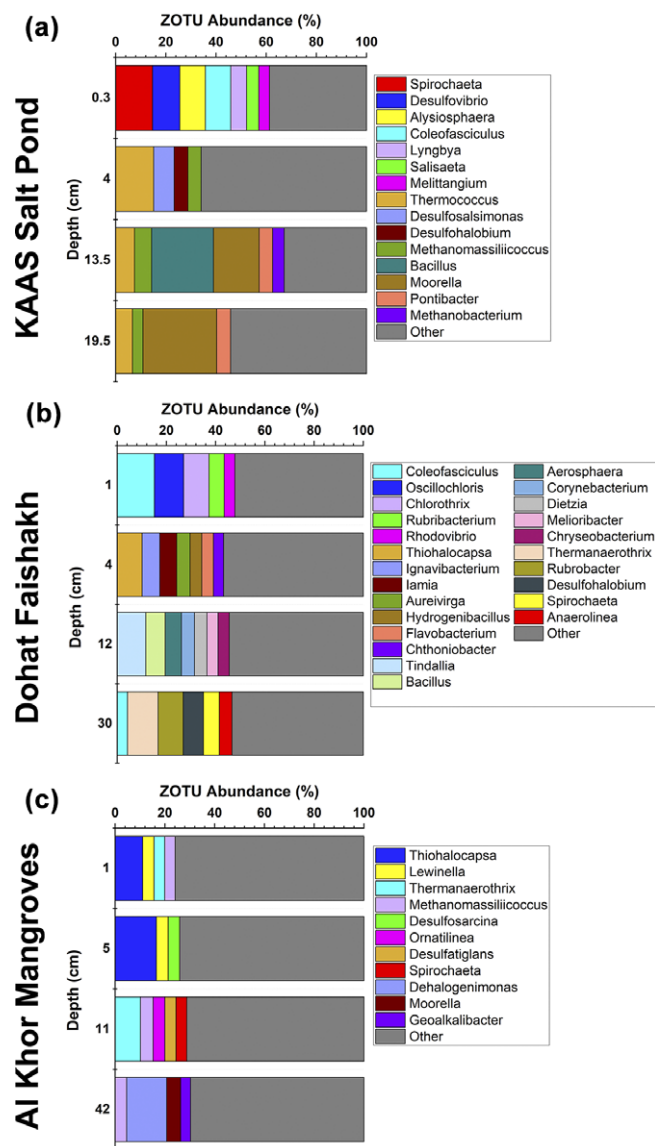 (a)
ZOTU Abundance (%)
0 20 40 60 80 100
KAAS Salt Pond
Depth (cm)
0.3
4
13.5
19.5
Spirochaeta
Desulfovibrio
Alysiosphaera
Coleofasciculus
Lyngbya
Salisaeta
Melittangium
Thermococcus
Desulfosalsimonas
Desulfohalobium
Methanomassiliicoccus
Bacillus
Moorella
Pontibacter
Methanobacterium
Other
(b)
ZOTU Abundance (%)
0 20 40 60 80 100
Dohat Faishakh
Depth (cm)
1
4
12
30
Coleofasciculus
Oscillochloris
Chlorothrix
Rubribacterium
Rhodovibrio
Thiohalocapsa
Ignavibacterium
Iamia
Aureivirga
Hydrogenibacillus
Flavobacterium
Chthoniobacter
Tindallia
Bacillus
Aerosphaera
Corynebacterium
Dietzia
Melioribacter
Chryseobacterium
Thermanaerothrix
Rubrobacter
Desulfohalobium
Spirochaeta
Anaerolinea
Other
(c)
ZOTU Abundance (%)
0 20 40 60 80 100
Al Khor Mangroves
Depth (cm)
1
5
11
42
Thiohalocapsa
Lewinella
Thermanaerothrix
Methanomassiliicoccus
Desulfosarcina
Ornatilinea
Desulfatiglans
Spirochaeta
Dehalogenimonas
Moorella
Geoalkalibacter
Other